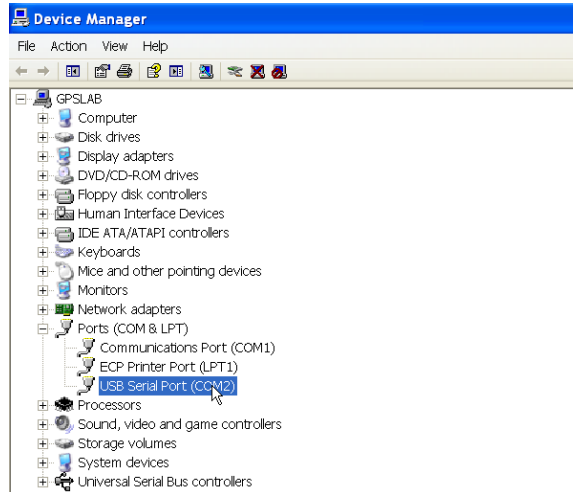 Device Manager
File Action View Help
GPSLAB
Computer
Disk drives
Display adapters
DVD/CD-ROM drives
Floppy disk controllers
Human Interface Devices
IDE ATA/ATAPI controllers
Keyboards
Mice and other pointing devices
Monitors
Network adapters
Ports (COM & LPT)
Communications Port (COM1)
ECP Printer Port (LPT1)
USB Serial Port (COM2)
Processors
Sound, video and game controllers
Storage volumes
System devices
Universal Serial Bus controllers